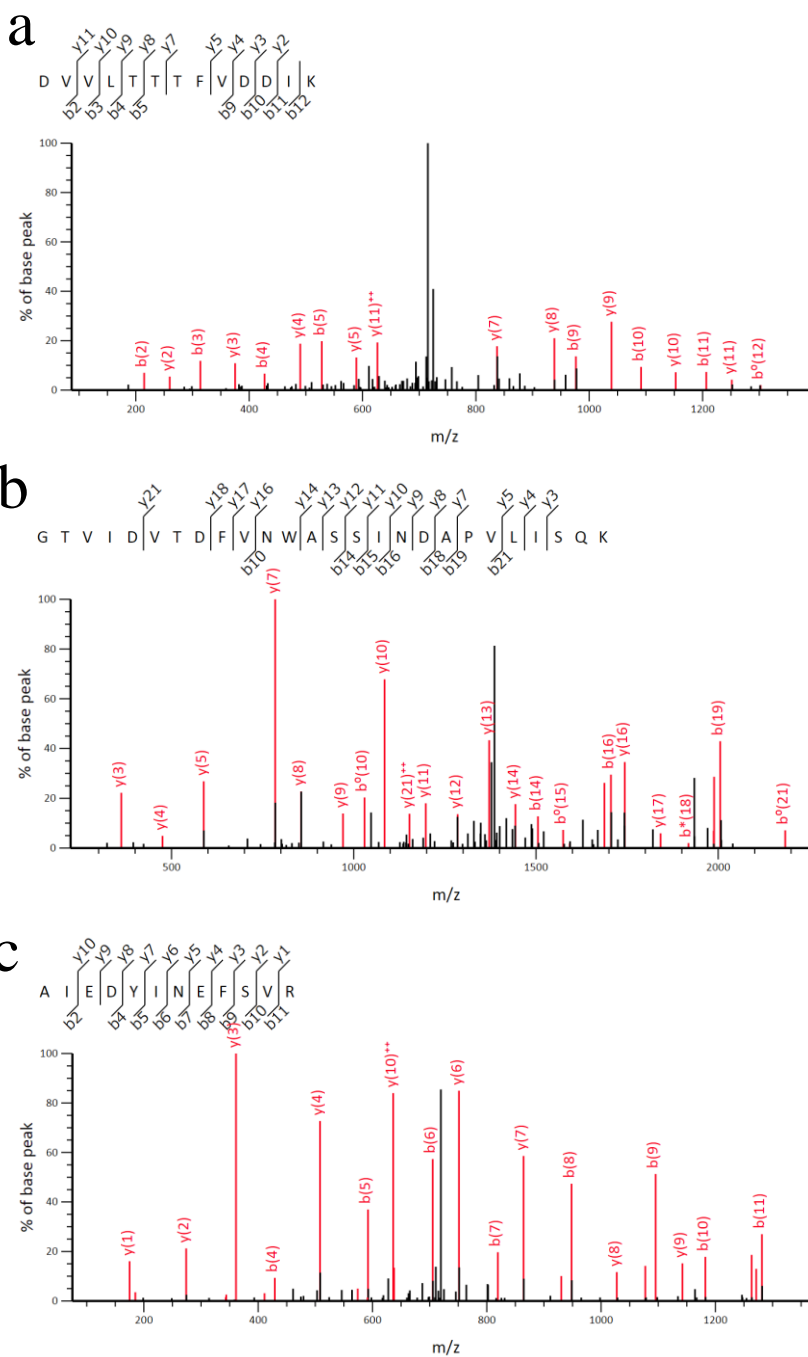 a
y11 y10 y9 y8 y7 y5 y4 y3 y2
D V V L T T T F V D D I K
b2 b3 b4 b5 b9 b10 b11 b12
100
80
60
40
20
0
% of base peak
b(2) y(2) b(3) y(3) b(4) y(4) b(5) y(5) y(11)++ y(7) y(8) b(9) y(9) b(10) y(10) b(11) y(11) b⁰(12)
200 400 600 800 1000 1200
m/z
b
y21 y18 y17 y16 y14 y13 y12 y11 y10 y9 y8 y7 y5 y4 y3
G T V I D V T D F V N W A S S I N D A P V L I S Q K
b10 b14 b15 b16 b18 b19 b21
100
80
60
40
20
0
% of base peak
y(3) y(4) y(5) y(7) y(8) y(9) b⁰(10) y(10) y(21)++ y(11) y(12) y(13) y(14) b(14) b⁰(15) b(16) y(16) y(17) b*(18) b(19) b⁰(21)
500 1000 1500 2000
m/z
c
y10 y9 y8 y7 y6 y5 y4 y3 y2 y1
A I E D Y I N E F S V R
b2 b4 b5 b6 b7 b8 b9 b10 b11
100
80
60
40
20
0
% of base peak
y(1) y(2) y(3) b(4) y(4) b(5) y(10)++ b(6) y(6) b(7) y(7) b(8) y(8) b(9) y(9) b(10) b(11)
200 400 600 800 1000 1200
m/z